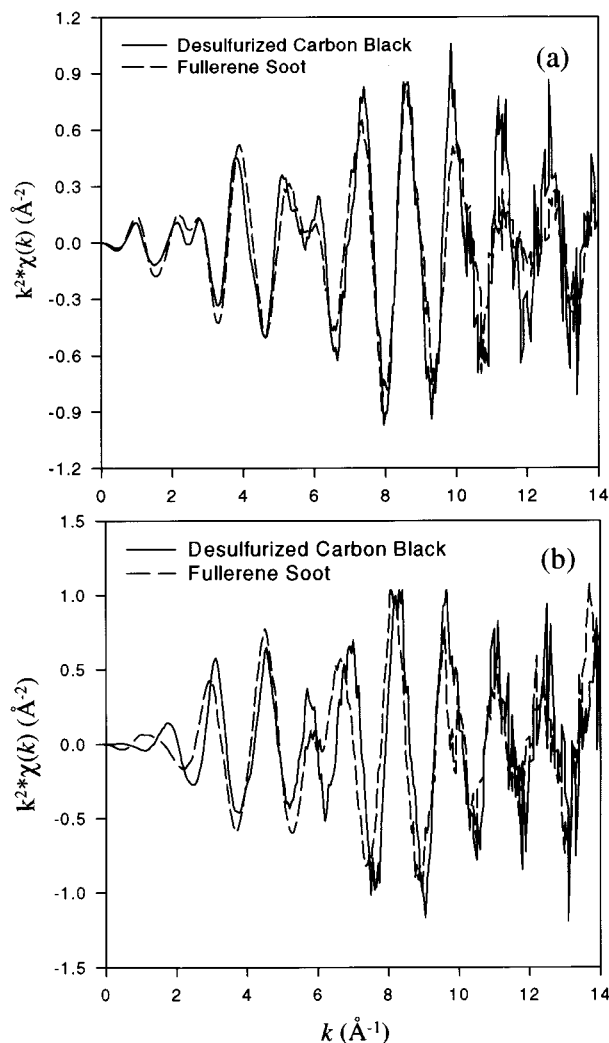 1.2
0.9
0.6
0.3
0.0
-0.3
-0.6
-0.9
-1.2
k²*χ(k) (Å⁻²)
Desulfurized Carbon Black
Fullerene Soot
(a)
0 2 4 6 8 10 12 14
1.5
1.0
0.5
0.0
-0.5
-1.0
-1.5
k²*χ(k) (Å⁻²)
Desulfurized Carbon Black
Fullerene Soot
(b)
0 2 4 6 8 10 12 14
k (Å⁻¹)